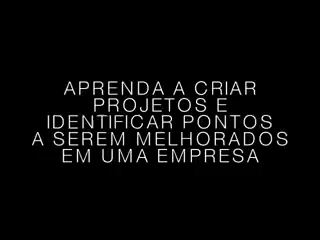 APRENDA A CRIAR
PROJETOS E
IDENTIFICAR PONTOS
A SEREM MELHORADOS
EM UMA EMPRESA